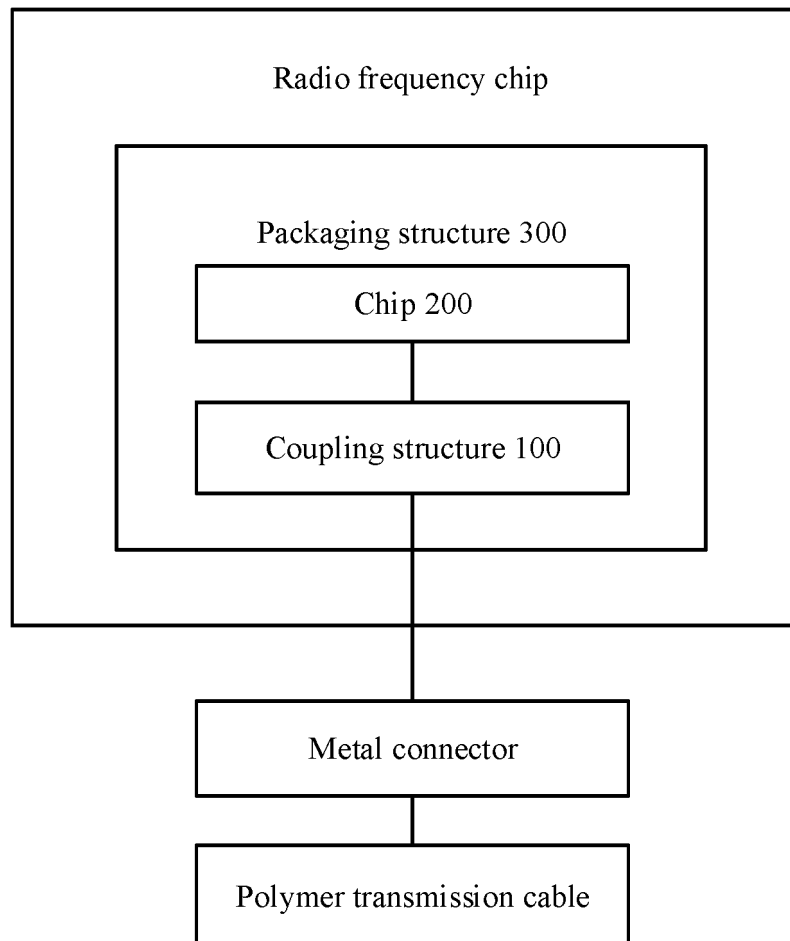 Radio frequency chip
Packaging structure 300
Chip 200
Coupling structure 100
Metal connector
Polymer transmission cable